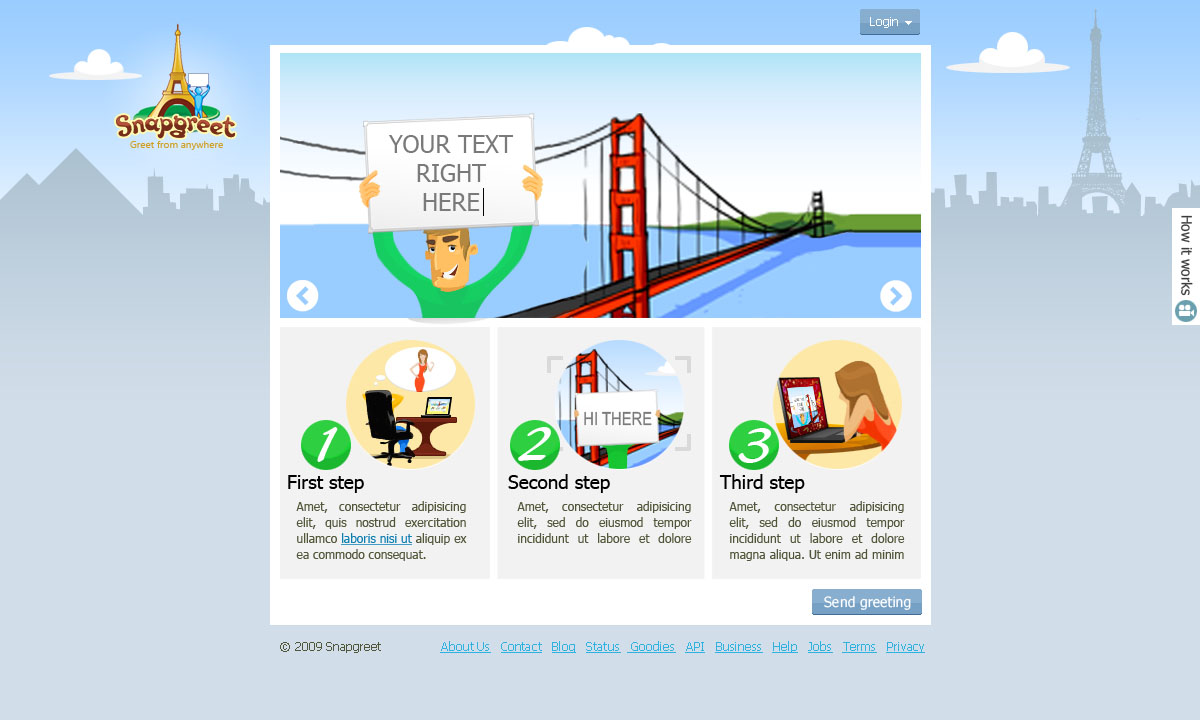 Login
Snapgreet
Greet from anywhere
YOUR TEXT
RIGHT
HERE
How it works
HI THERE
1
2
3
First step
Amet, consectetur adipisicing
elit, quis nostrud exercitation
ullamco laboris nisi ut aliquip ex
ea commodo consequat.
Second step
Amet, consectetur adipisicing
elit, sed do eiusmod tempor
incididunt ut labore et dolore
Third step
Amet, consectetur adipisicing
elit, sed do eiusmod tempor
incididunt ut labore et dolore
magna aliqua. Ut enim ad minim
Send greeting
© 2009 Snapgreet
About Us Contact Blog Status Goodies API Business Help Jobs Terms Privacy